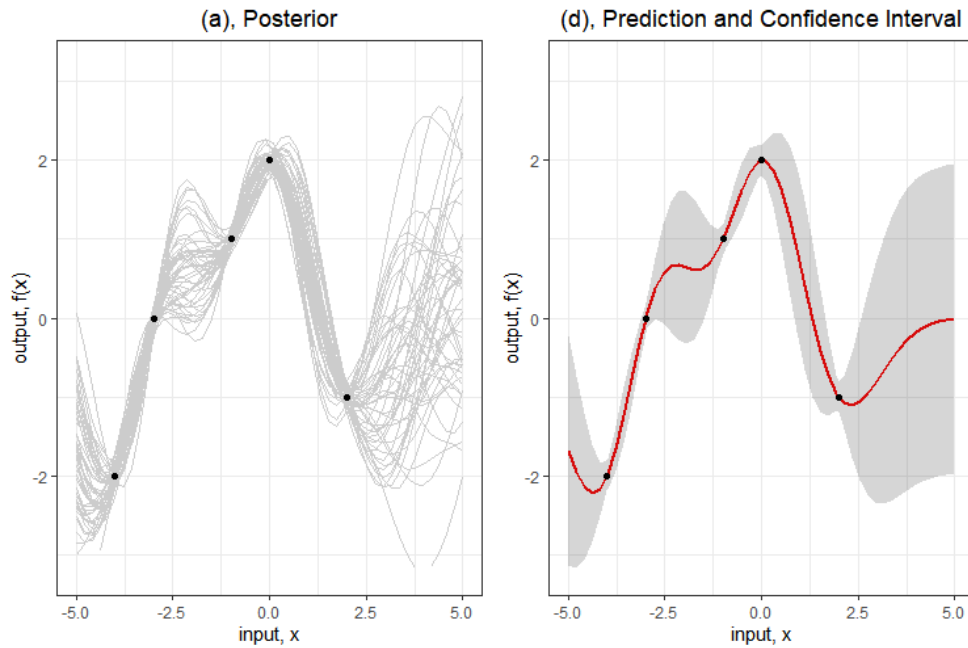 (a), Posterior
output, f(x)
2
0
-2
-5.0 -2.5 0.0 2.5 5.0
input, x
(d), Prediction and Confidence Interval
output, f(x)
2
0
-2
-5.0 -2.5 0.0 2.5 5.0
input, x